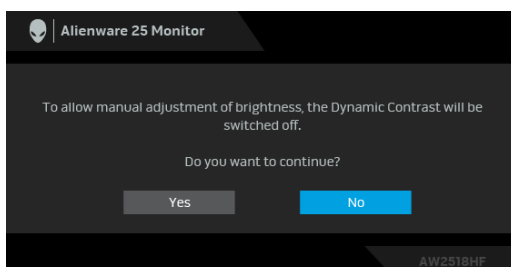 Alienware 25 Monitor
To allow manual adjustment of brightness, the Dynamic Contrast will be
switched off.
Do you want to continue?
Yes No
AW2518HF